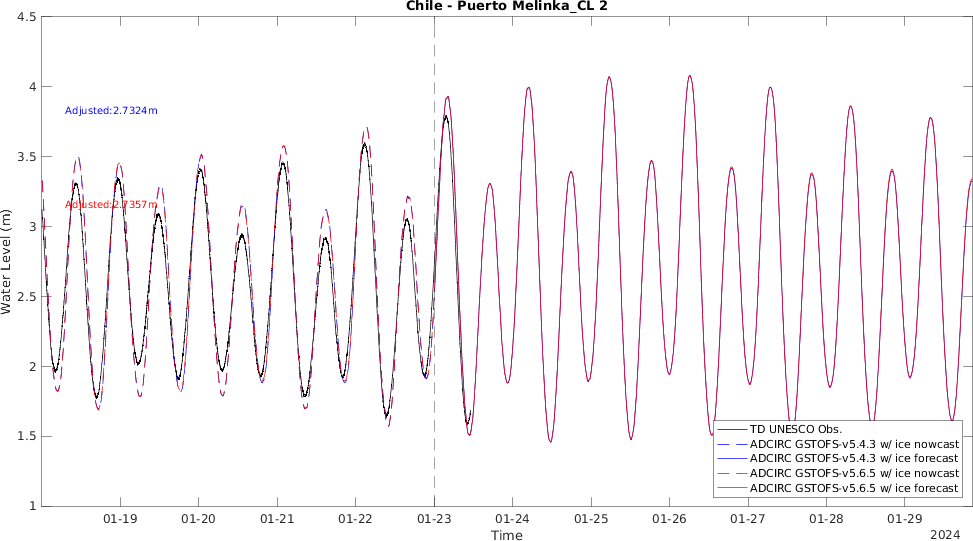 Chile - Puerto Melinka_CL 2
4.5
4
3.5
3
2.5
2
1.5
1
Water Level (m)
Adjusted:2.7324m
Adjusted:2.7357m
TD UNESCO Obs.
ADCIRC GSTOFS-v5.4.3 w/ ice nowcast
ADCIRC GSTOFS-v5.4.3 w/ ice forecast
ADCIRC GSTOFS-v5.6.5 w/ ice nowcast
ADCIRC GSTOFS-v5.6.5 w/ ice forecast
01-19 01-20 01-21 01-22 01-23 01-24 01-25 01-26 01-27 01-28 01-29
Time
2024